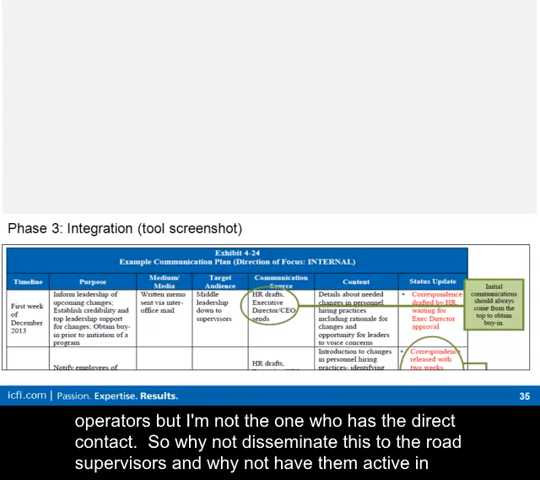 Phase 3: Integration (tool screenshot)
Exhibit 4-24
Example Communication Plan (Direction of Focus: INTERNAL)
Timeline
Purpose
Medium/
Media
Target
Audience
Communication
Source
Content
Status Update
First week
of
December
2013
Inform leadership of
upcoming changes;
Establish credibility and
top leadership support
for changes; Obtain buy-
in prior to initiation of a
program
Written memo
sent via inter-
office mail
Middle
leadership
down to
supervisors
HR drafts,
Executive
Director/CEO
sends
Details about needed
changes in personnel
hiring practices
including rationale for
changes and
opportunity for leaders
to voice concerns
• Correspondence
drafted by HR
waiting for
Exec Director
approval
Initial
communications
should always
come from the
top to obtain
buy-in.
Notify employees of
HR drafts,
Introduction to changes
in personnel hiring
practices- identifying
• Correspondence
released with
two weeks
icfi.com | Passion. Expertise. Results.
35
operators but I'm not the one who has the direct
contact. So why not disseminate this to the road
supervisors and why not have them active in